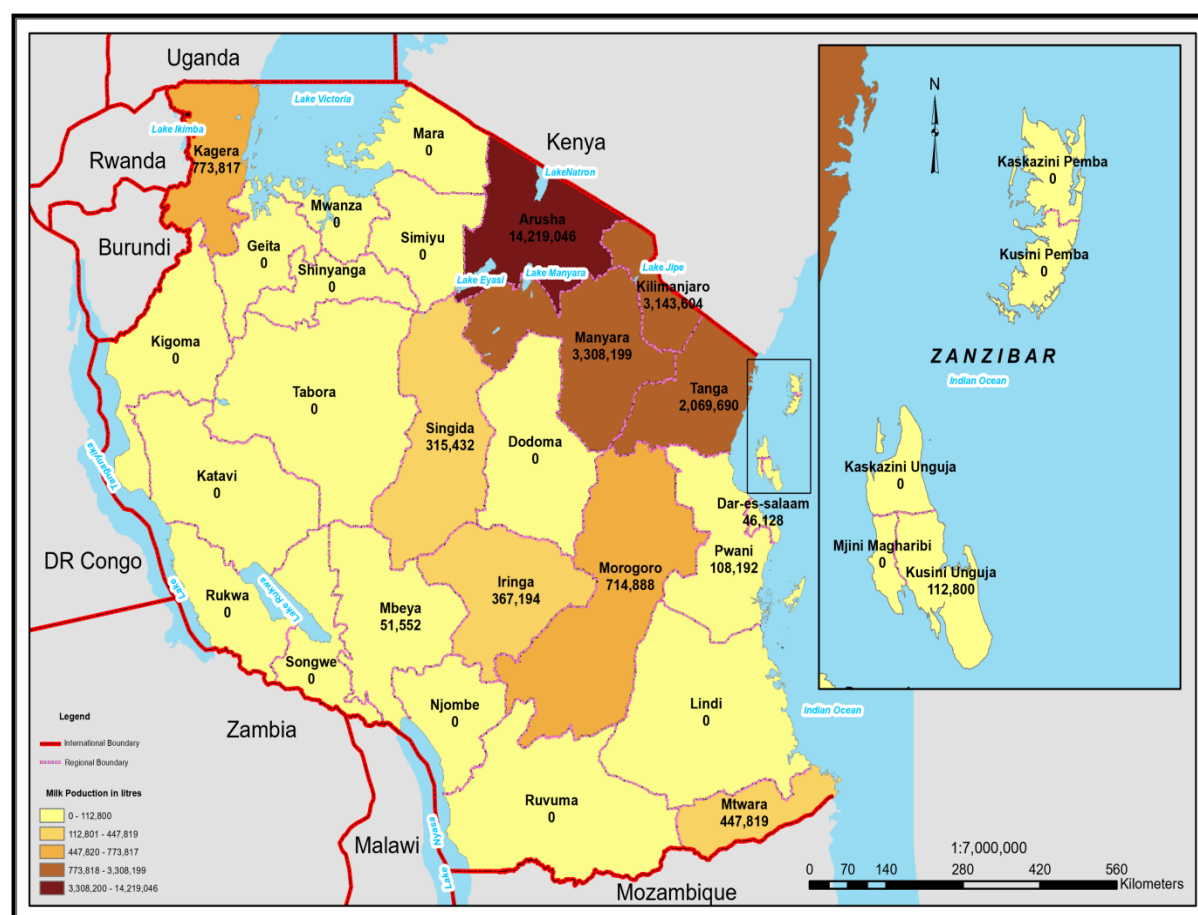 Uganda
Lake Victoria
Lake Ikimba
Kagera
773,817
Mara
0
Kenya
Rwanda
LakeNatron
Mwanza
0
Arusha
14,219,046
Burundi
Geita
0
Simiyu
0
Shinyanga
0
Lake Eyasi
Lake Manyara
Lake Jipe
Kilimanjaro
3,143,604
Kigoma
0
Manyara
3,308,199
Tabora
0
Tanga
2,069,690
Singida
315,432
Dodoma
0
Katavi
0
Tanganyika
Lake
Dar-es-salaam
46,128
Pwani
108,192
DR Congo
Rukwa
0
Lake Rukwa
Mbeya
51,552
Iringa
367,194
Morogoro
714,888
Songwe
0
Njombe
0
Lindi
0
Indian Ocean
Zambia
Ruvuma
0
Mtwara
447,819
Malawi
Nyasa
Lake
Mozambique
N
Kaskazini Pemba
0
Kusini Pemba
0
ZANZIBAR
Indian Ocean
Kaskazini Unguja
0
Mjini Magharibi
0
Kusini Unguja
112,800
Legend
International Boundary
Regional Boundary
Milk Poduction in litres
0 - 112,800
112,801 - 447,819
447,820 - 773,817
773,818 - 3,308,199
3,308,200 - 14,219,046
1:7,000,000
0 70 140 280 420 560
Kilometers